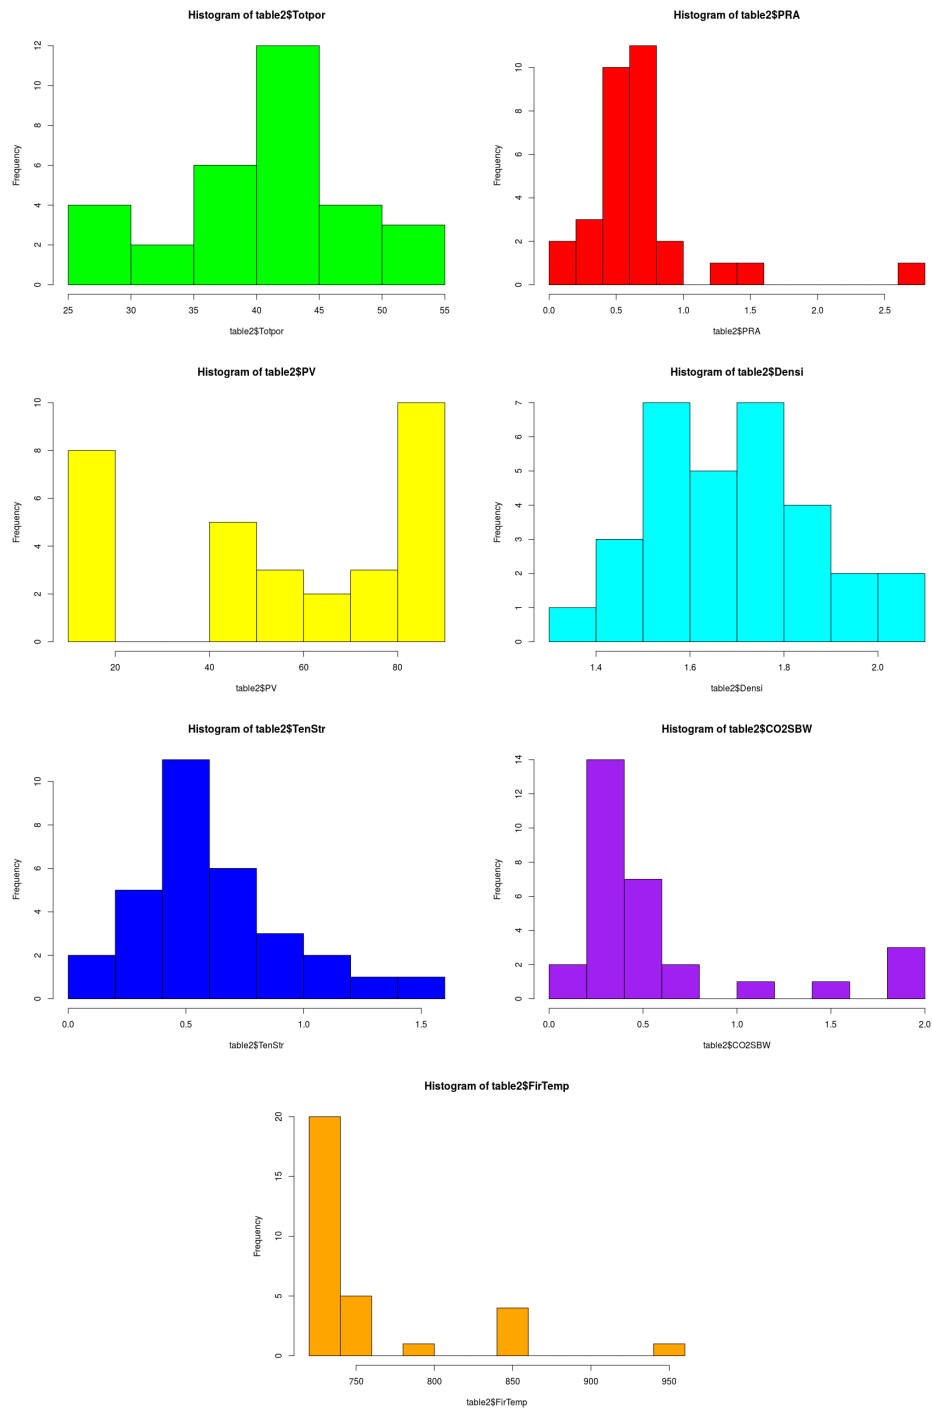 Histogram of table2$Totpor
Frequency
0 2 4 6 8 10 12
25 30 35 40 45 50 55
table2$Totpor
Histogram of table2$PRA
Frequency
0 2 4 6 8 10
0.0 0.5 1.0 1.5 2.0 2.5
table2$PRA
Histogram of table2$PV
Frequency
0 2 4 6 8 10
20 40 60 80
table2$PV
Histogram of table2$Densi
Frequency
0 1 2 3 4 5 6 7
1.4 1.6 1.8 2.0
table2$Densi
Histogram of table2$TenStr
Frequency
0 2 4 6 8 10
0.0 0.5 1.0 1.5
table2$TenStr
Histogram of table2$CO2SBW
Frequency
0 2 4 6 8 10 12 14
0.0 0.5 1.0 1.5 2.0
table2$CO2SBW
Histogram of table2$FirTemp
Frequency
0 5 10 15 20
750 800 850 900 950
table2$FirTemp